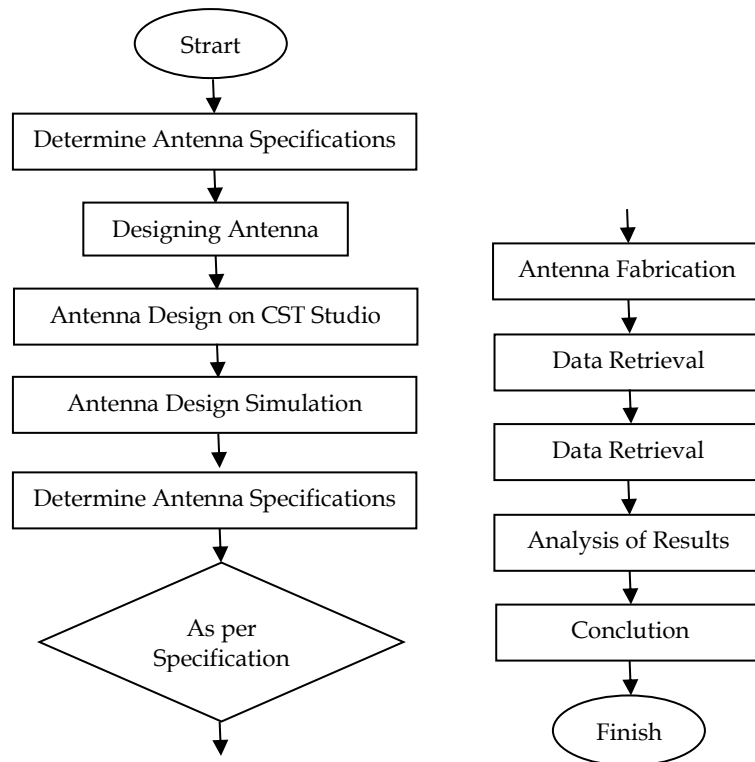 Strart
Determine Antenna Specifications
Designing Antenna
Antenna Design on CST Studio
Antenna Design Simulation
Determine Antenna Specifications
As per
Specification
Antenna Fabrication
Data Retrieval
Data Retrieval
Analysis of Results
Conclution
Finish